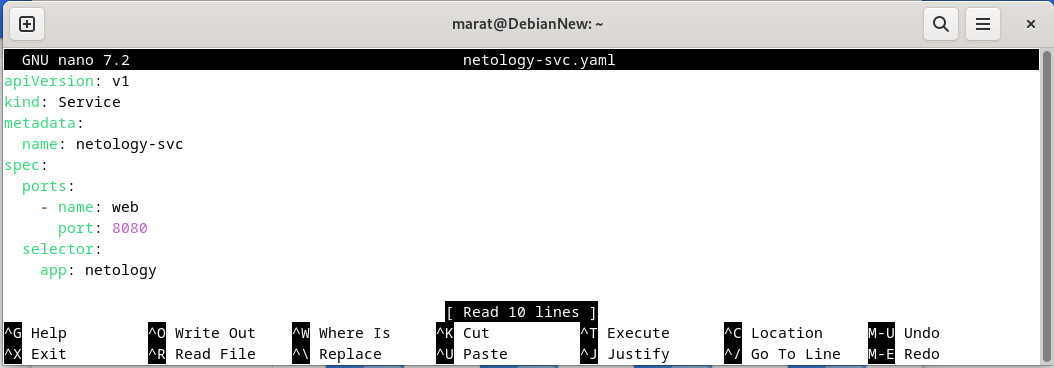 marat@DebianNew: ~
GNU nano 7.2 netology-svc.yaml
apiVersion: v1
kind: Service
metadata:
  name: netology-svc
spec:
  ports:
    - name: web
      port: 8080
  selector:
    app: netology
[ Read 10 lines ]
^G Help ^O Write Out ^W Where Is ^K Cut ^T Execute ^C Location M-U Undo
^X Exit ^R Read File ^\ Replace ^U Paste ^J Justify ^/ Go To Line M-E Redo